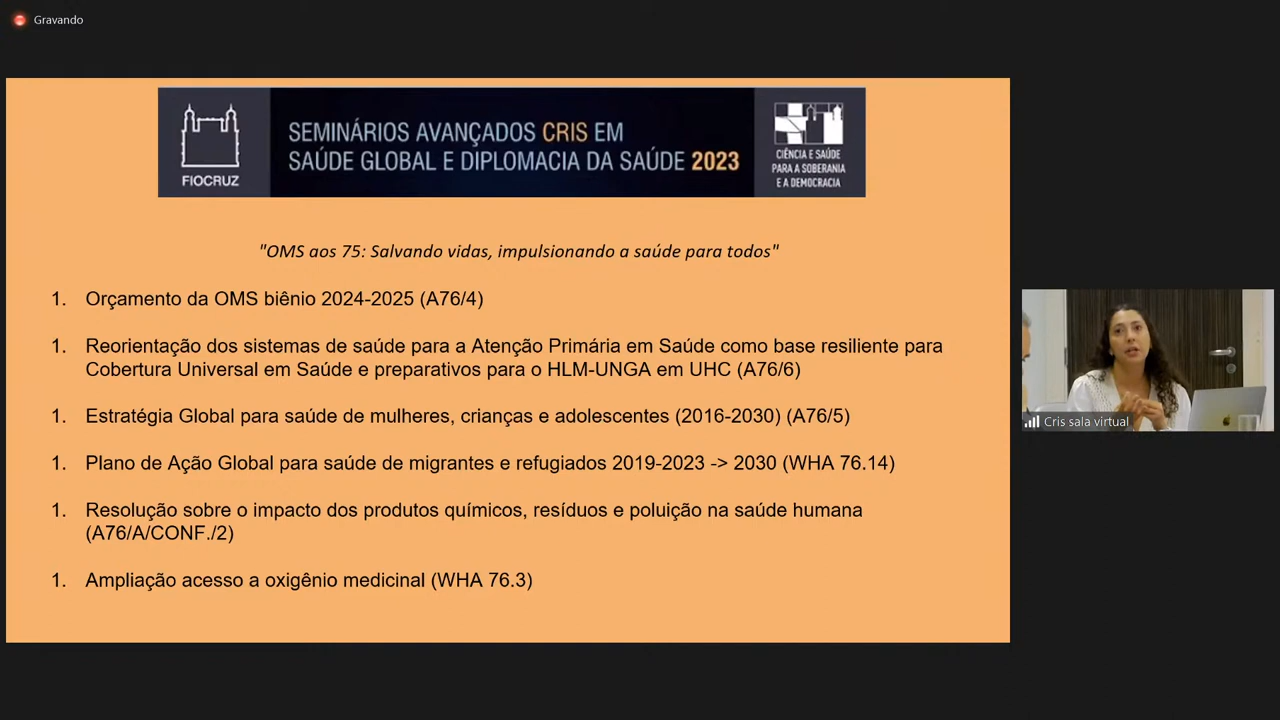 Gravando
FIOCRUZ
SEMINÁRIOS AVANÇADOS CRIS EM
SAÚDE GLOBAL E DIPLOMACIA DA SAÚDE 2023
CIÊNCIA E SAÚDE
PARA A SOBERANIA
E A DEMOCRACIA
"OMS aos 75: Salvando vidas, impulsionando a saúde para todos"
1. Orçamento da OMS biênio 2024-2025 (A76/4)
1. Reorientação dos sistemas de saúde para a Atenção Primária em Saúde como base resiliente para
Cobertura Universal em Saúde e preparativos para o HLM-UNGA em UHC (A76/6)
1. Estratégia Global para saúde de mulheres, crianças e adolescentes (2016-2030) (A76/5)
1. Plano de Ação Global para saúde de migrantes e refugiados 2019-2023 -> 2030 (WHA 76.14)
1. Resolução sobre o impacto dos produtos químicos, resíduos e poluição na saúde humana
(A76/A/CONF./2)
1. Ampliação acesso a oxigênio medicinal (WHA 76.3)
Cris sala virtual